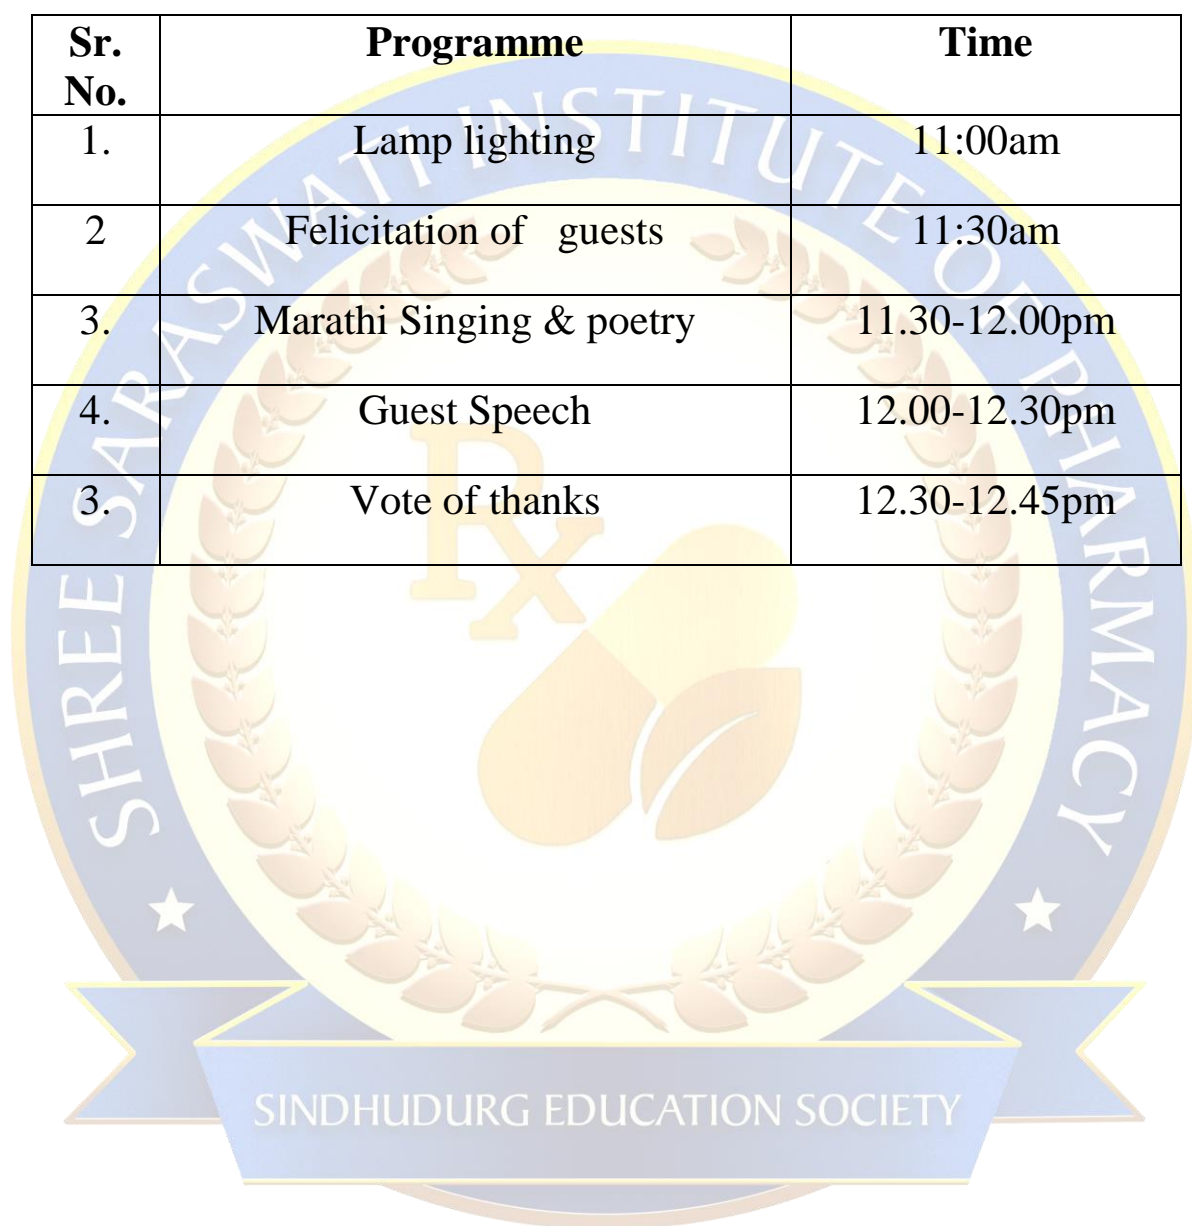 Sr. No. Programme Time
1. Lamp lighting 11:00am
2 Felicitation of guests 11:30am
3. Marathi Singing & poetry 11.30-12.00pm
4. Guest Speech 12.00-12.30pm
3. Vote of thanks 12.30-12.45pm
SHREE SARASWATI INSTITUTE OF PHARMACY
Rx
SINDHUDURG EDUCATION SOCIETY